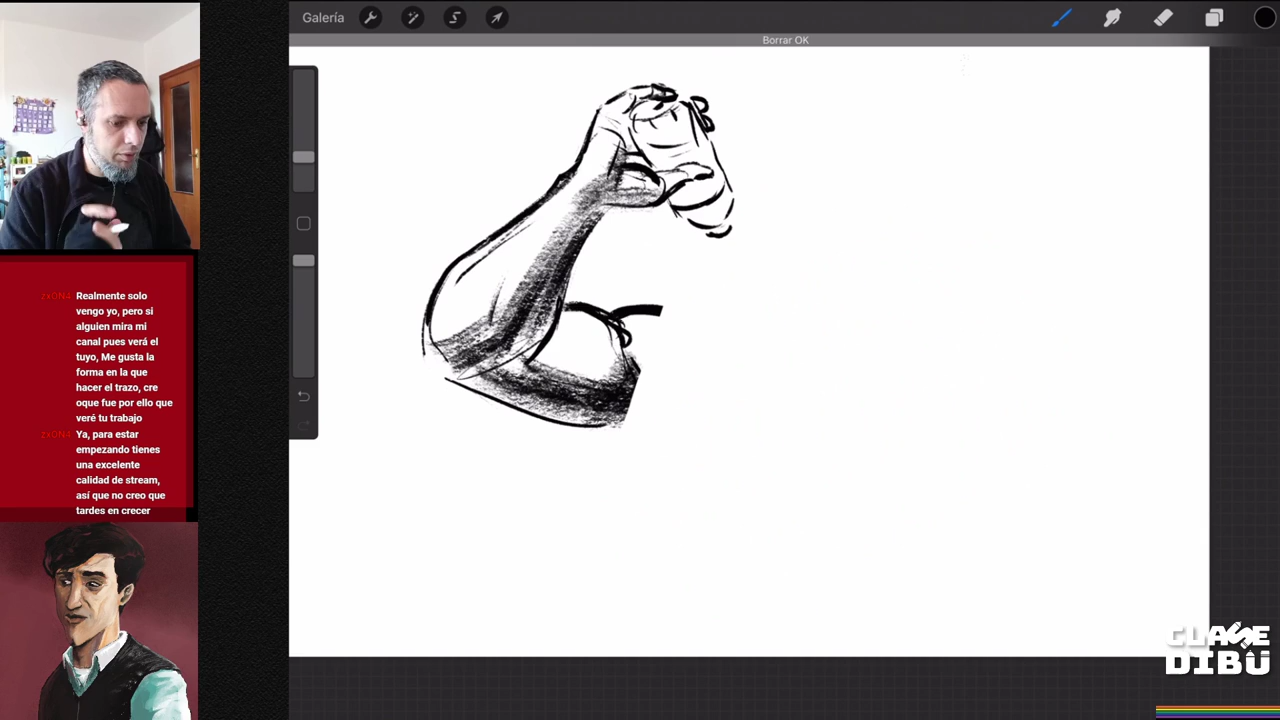 Galería
Borrar OK
zxON4 Realmente solo
vengo yo, pero si
alguien mira mi
canal pues verá el
tuyo, Me gusta la
forma en la que
hacer el trazo, cre
oque fue por ello que
veré tu trabajo
zxON4 Ya, para estar
empezando tienes
una excelente
calidad de stream,
así que no creo que
tardes en crecer
CLASE
DIBU